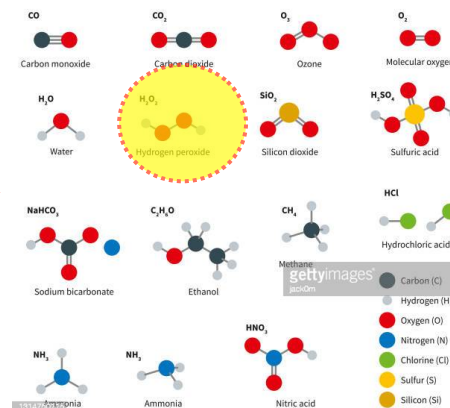 CO
CO2
O3
O2
Carbon monoxide
Carbon dioxide
Ozone
Molecular oxyge
H2O
H2O2
SiO2
H2SO4
Water
Hydrogen peroxide
Silicon dioxide
Sulfuric acid
NaHCO3
C2H6O
CH4
HCl
Sodium bicarbonate
Ethanol
Methane
Hydrochloric acid
gettyimages
jack0m
Carbon (C)
Hydrogen (H
Oxygen (O)
Nitrogen (N)
Chlorine (Cl)
Sulfur (S)
Silicon (Si)
NH3
NH3
HNO3
Ammonia
Ammonia
Nitric acid